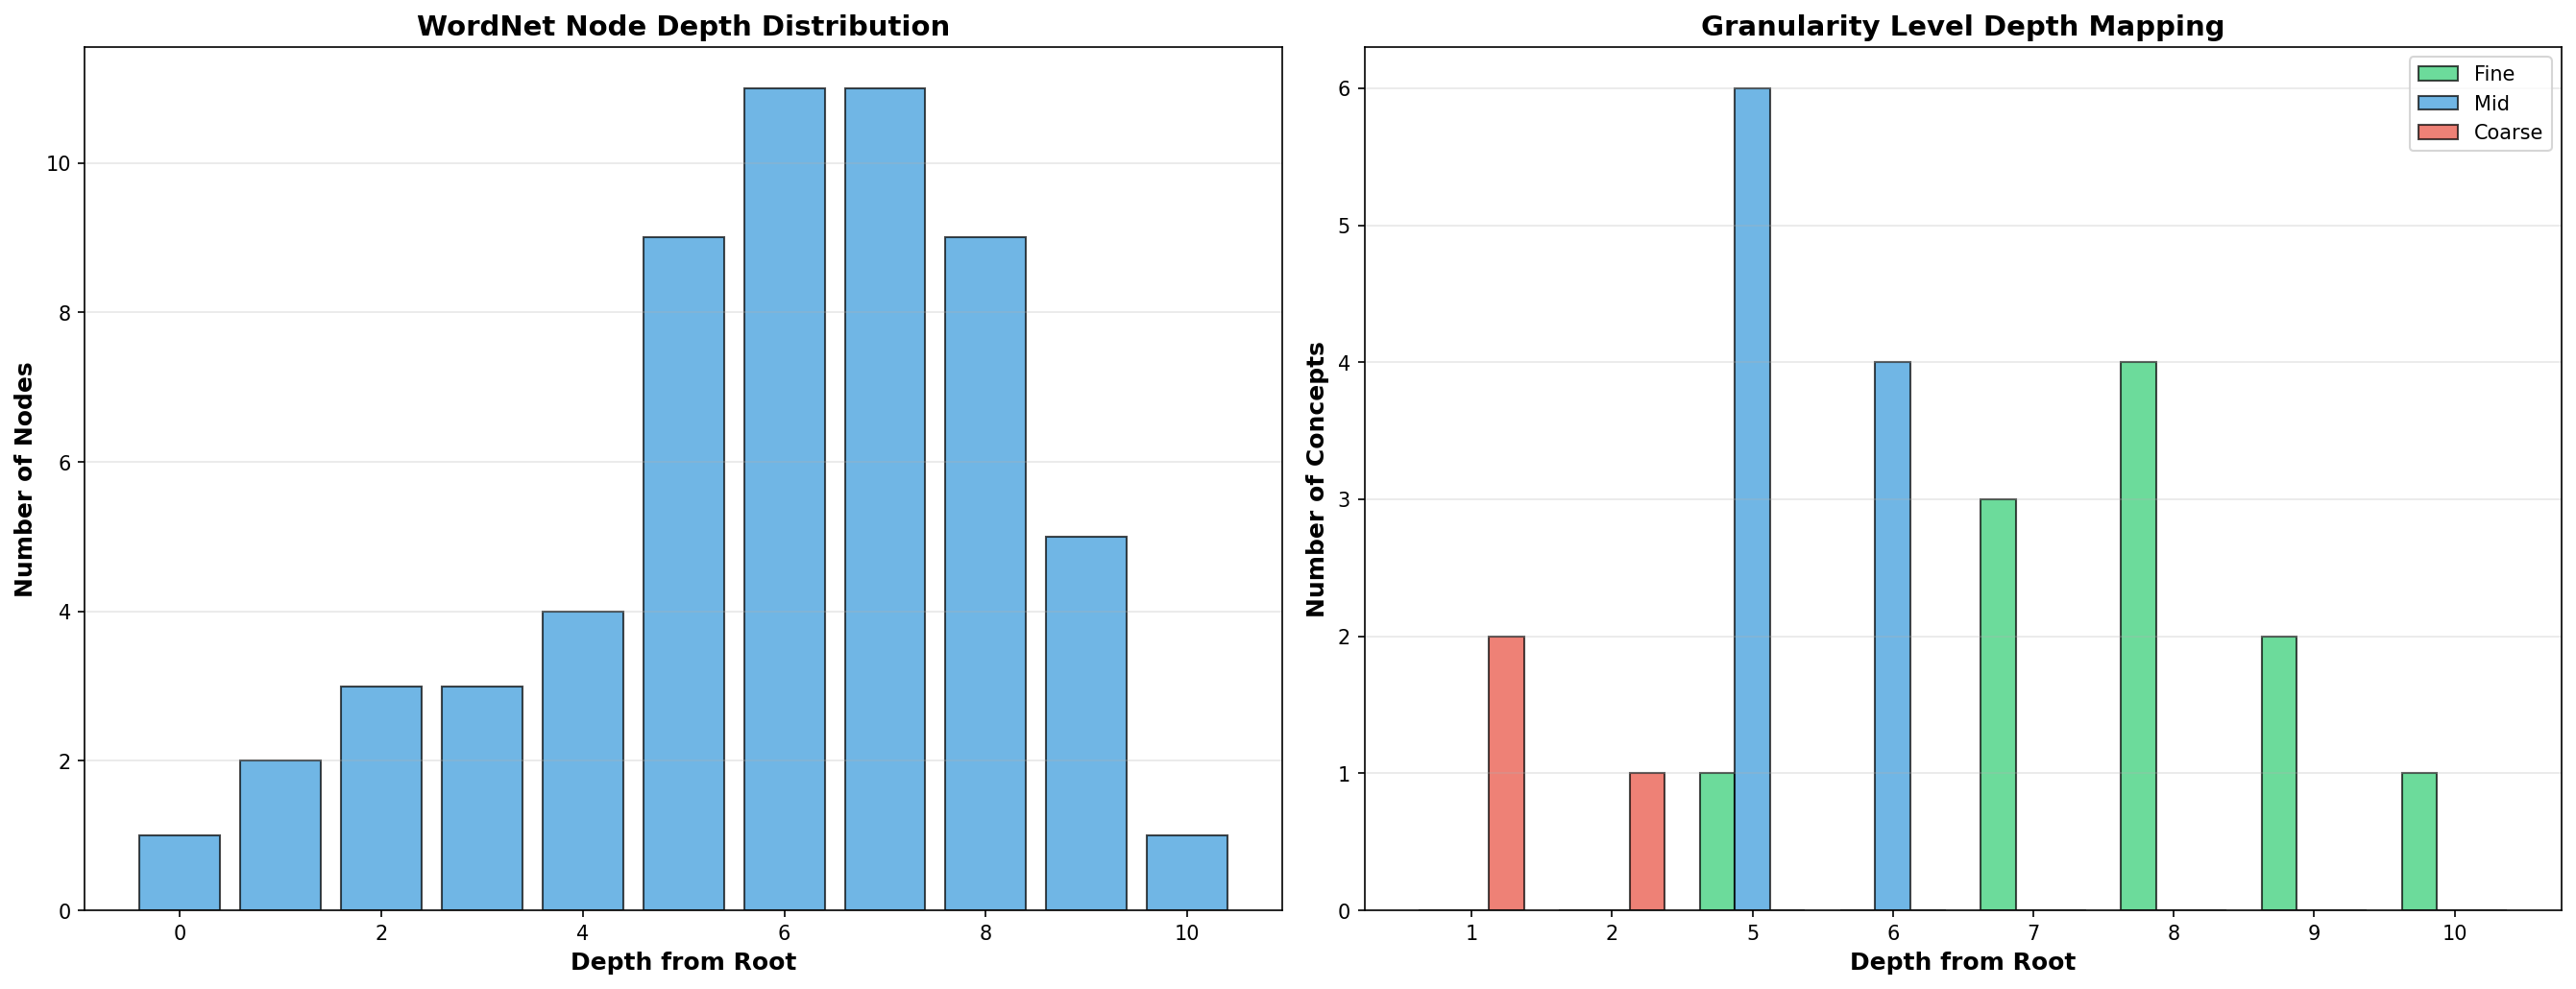 WordNet Node Depth Distribution
Number of Nodes
10
8
6
4
2
0
0 2 4 6 8 10
Depth from Root
Granularity Level Depth Mapping
Number of Concepts
6
5
4
3
2
1
0
1 2 5 6 7 8 9 10
Depth from Root
Fine
Mid
Coarse